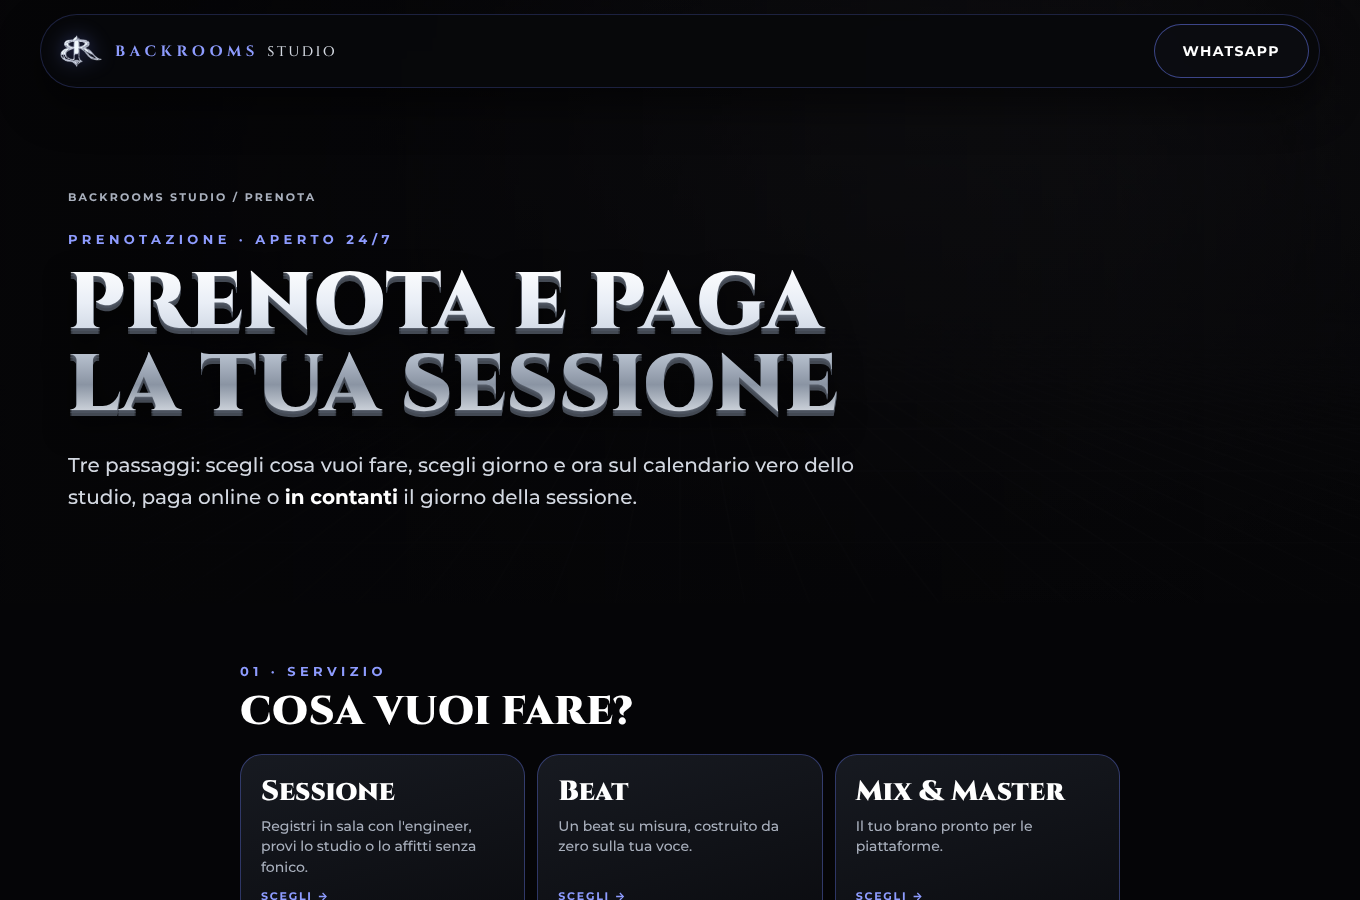 BACKROOMS STUDIO
WHATSAPP
BACKROOMS STUDIO / PRENOTA
PRENOTAZIONE · APERTO 24/7
PRENOTA E PAGA
LA TUA SESSIONE
Tre passaggi: scegli cosa vuoi fare, scegli giorno e ora sul calendario vero dello
studio, paga online o in contanti il giorno della sessione.
01 · SERVIZIO
COSA VUOI FARE?
Sessione
Registri in sala con l'engineer,
provi lo studio o lo affitti senza
fonico.
SCEGLI →
Beat
Un beat su misura, costruito da
zero sulla tua voce.
SCEGLI →
Mix & Master
Il tuo brano pronto per le
piattaforme.
SCEGLI →